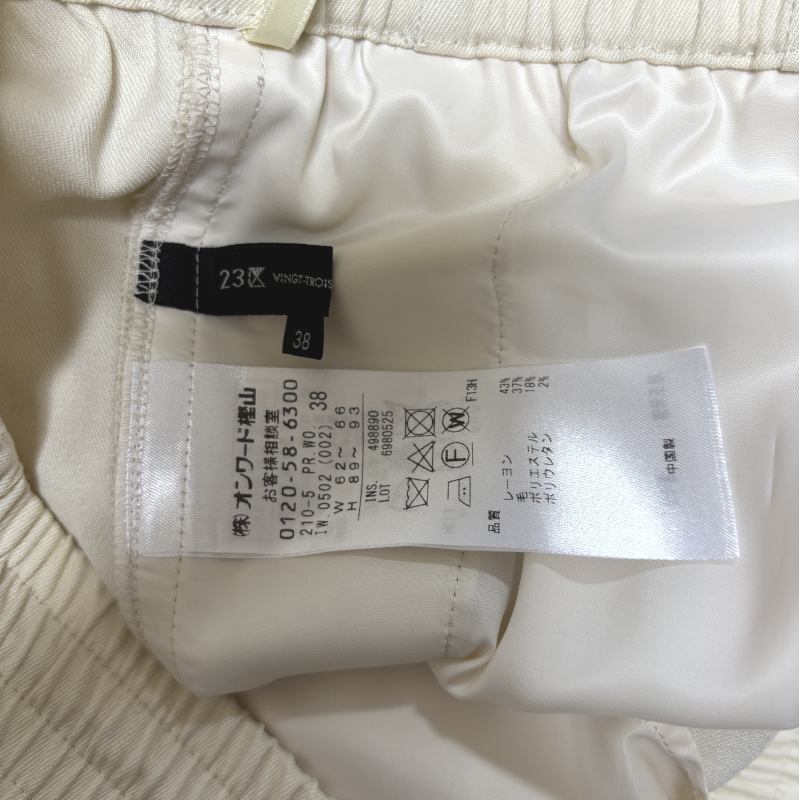 23区 VINGT-TROIS
38
(株)オンワード樫山
お客様相談室
0120-58-6300
210-5 PR.WO.
IW 0502 (002) 38
W 62~ 66
H 89~ 93
INS. 498890
LOT 6980525
F13H
品質 レーヨン 43%
毛 37%
ポリエステル 18%
ポリウレタン 2%
中国製